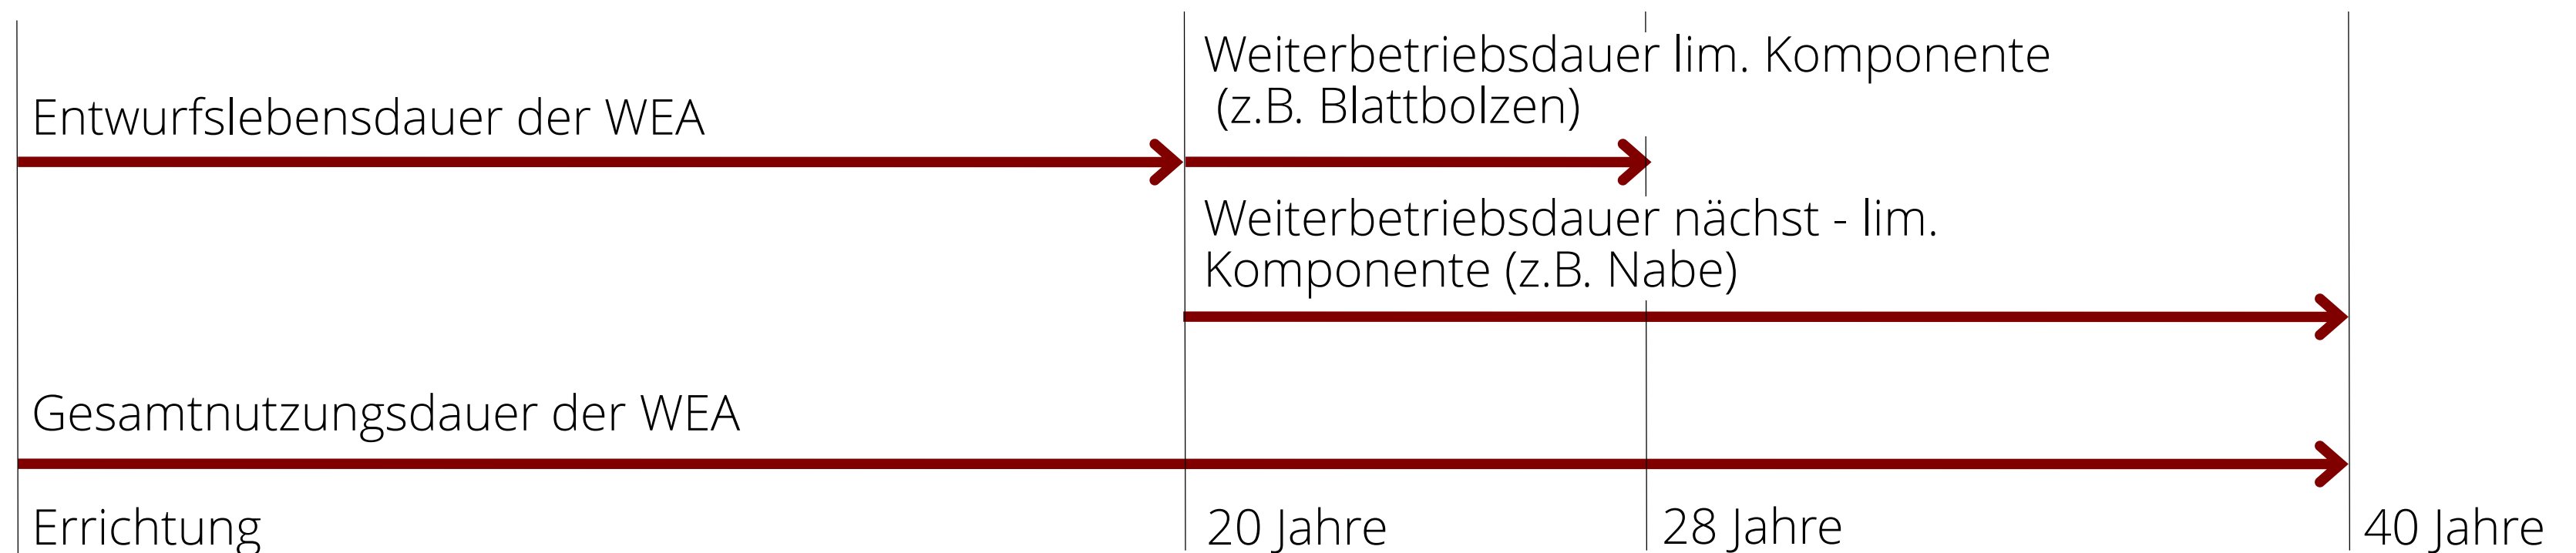 Entwurfslebensdauer der WEA
Weiterbetriebsdauer lim. Komponente
(z.B. Blattbolzen)
Weiterbetriebsdauer nächst - lim.
Komponente (z.B. Nabe)
Gesamtnutzungsdauer der WEA
Errichtung
20 Jahre
28 Jahre
40 Jahre